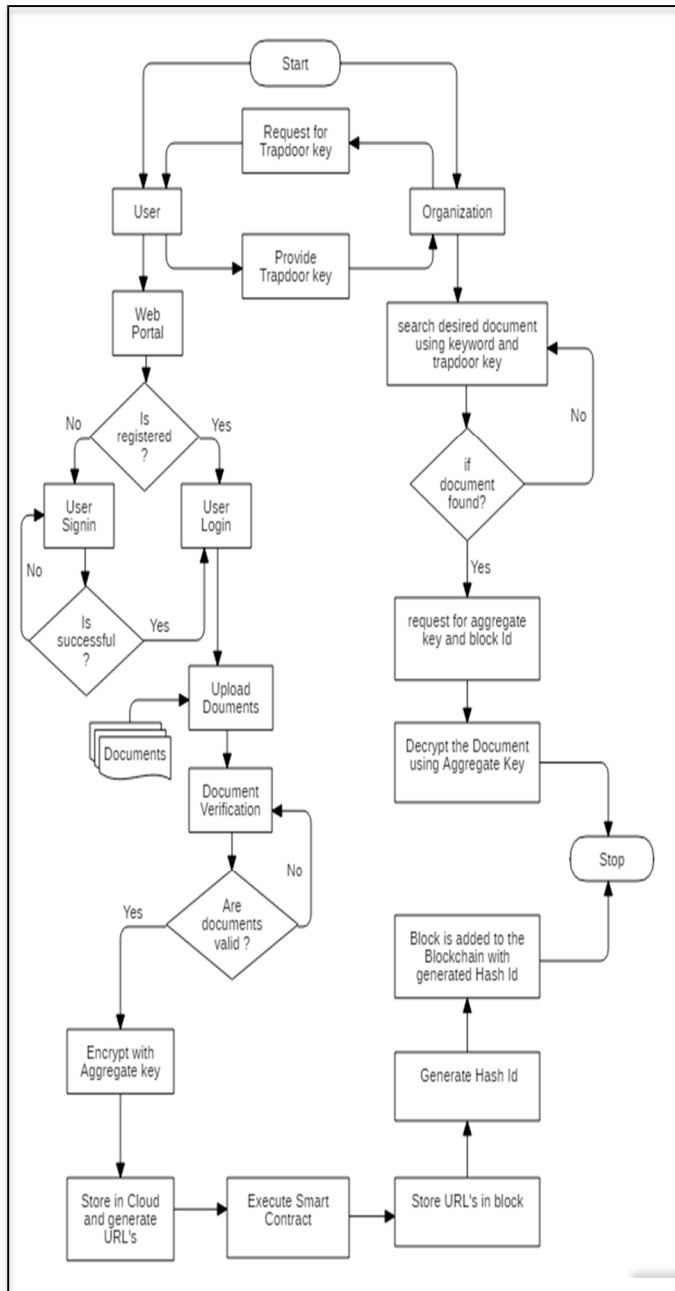 Start
Request for
Trapdoor key
User
Organization
Provide
Trapdoor key
Web
Portal
search desired document
using keyword and
trapdoor key
Is
registered
?
No
Yes
No
if
document
found?
User
Signin
User
Login
No
Is
successful
?
Yes
Yes
request for aggregate
key and block Id
Upload
Douments
Documents
Decrypt the Document
using Aggregate Key
Document
Verification
No
Stop
Are
documents
valid ?
Yes
Block is added to the
Blockchain with
generated Hash Id
Encrypt with
Aggregate key
Generate Hash Id
Store in Cloud
and generate
URL's
Execute Smart
Contract
Store URL's in block